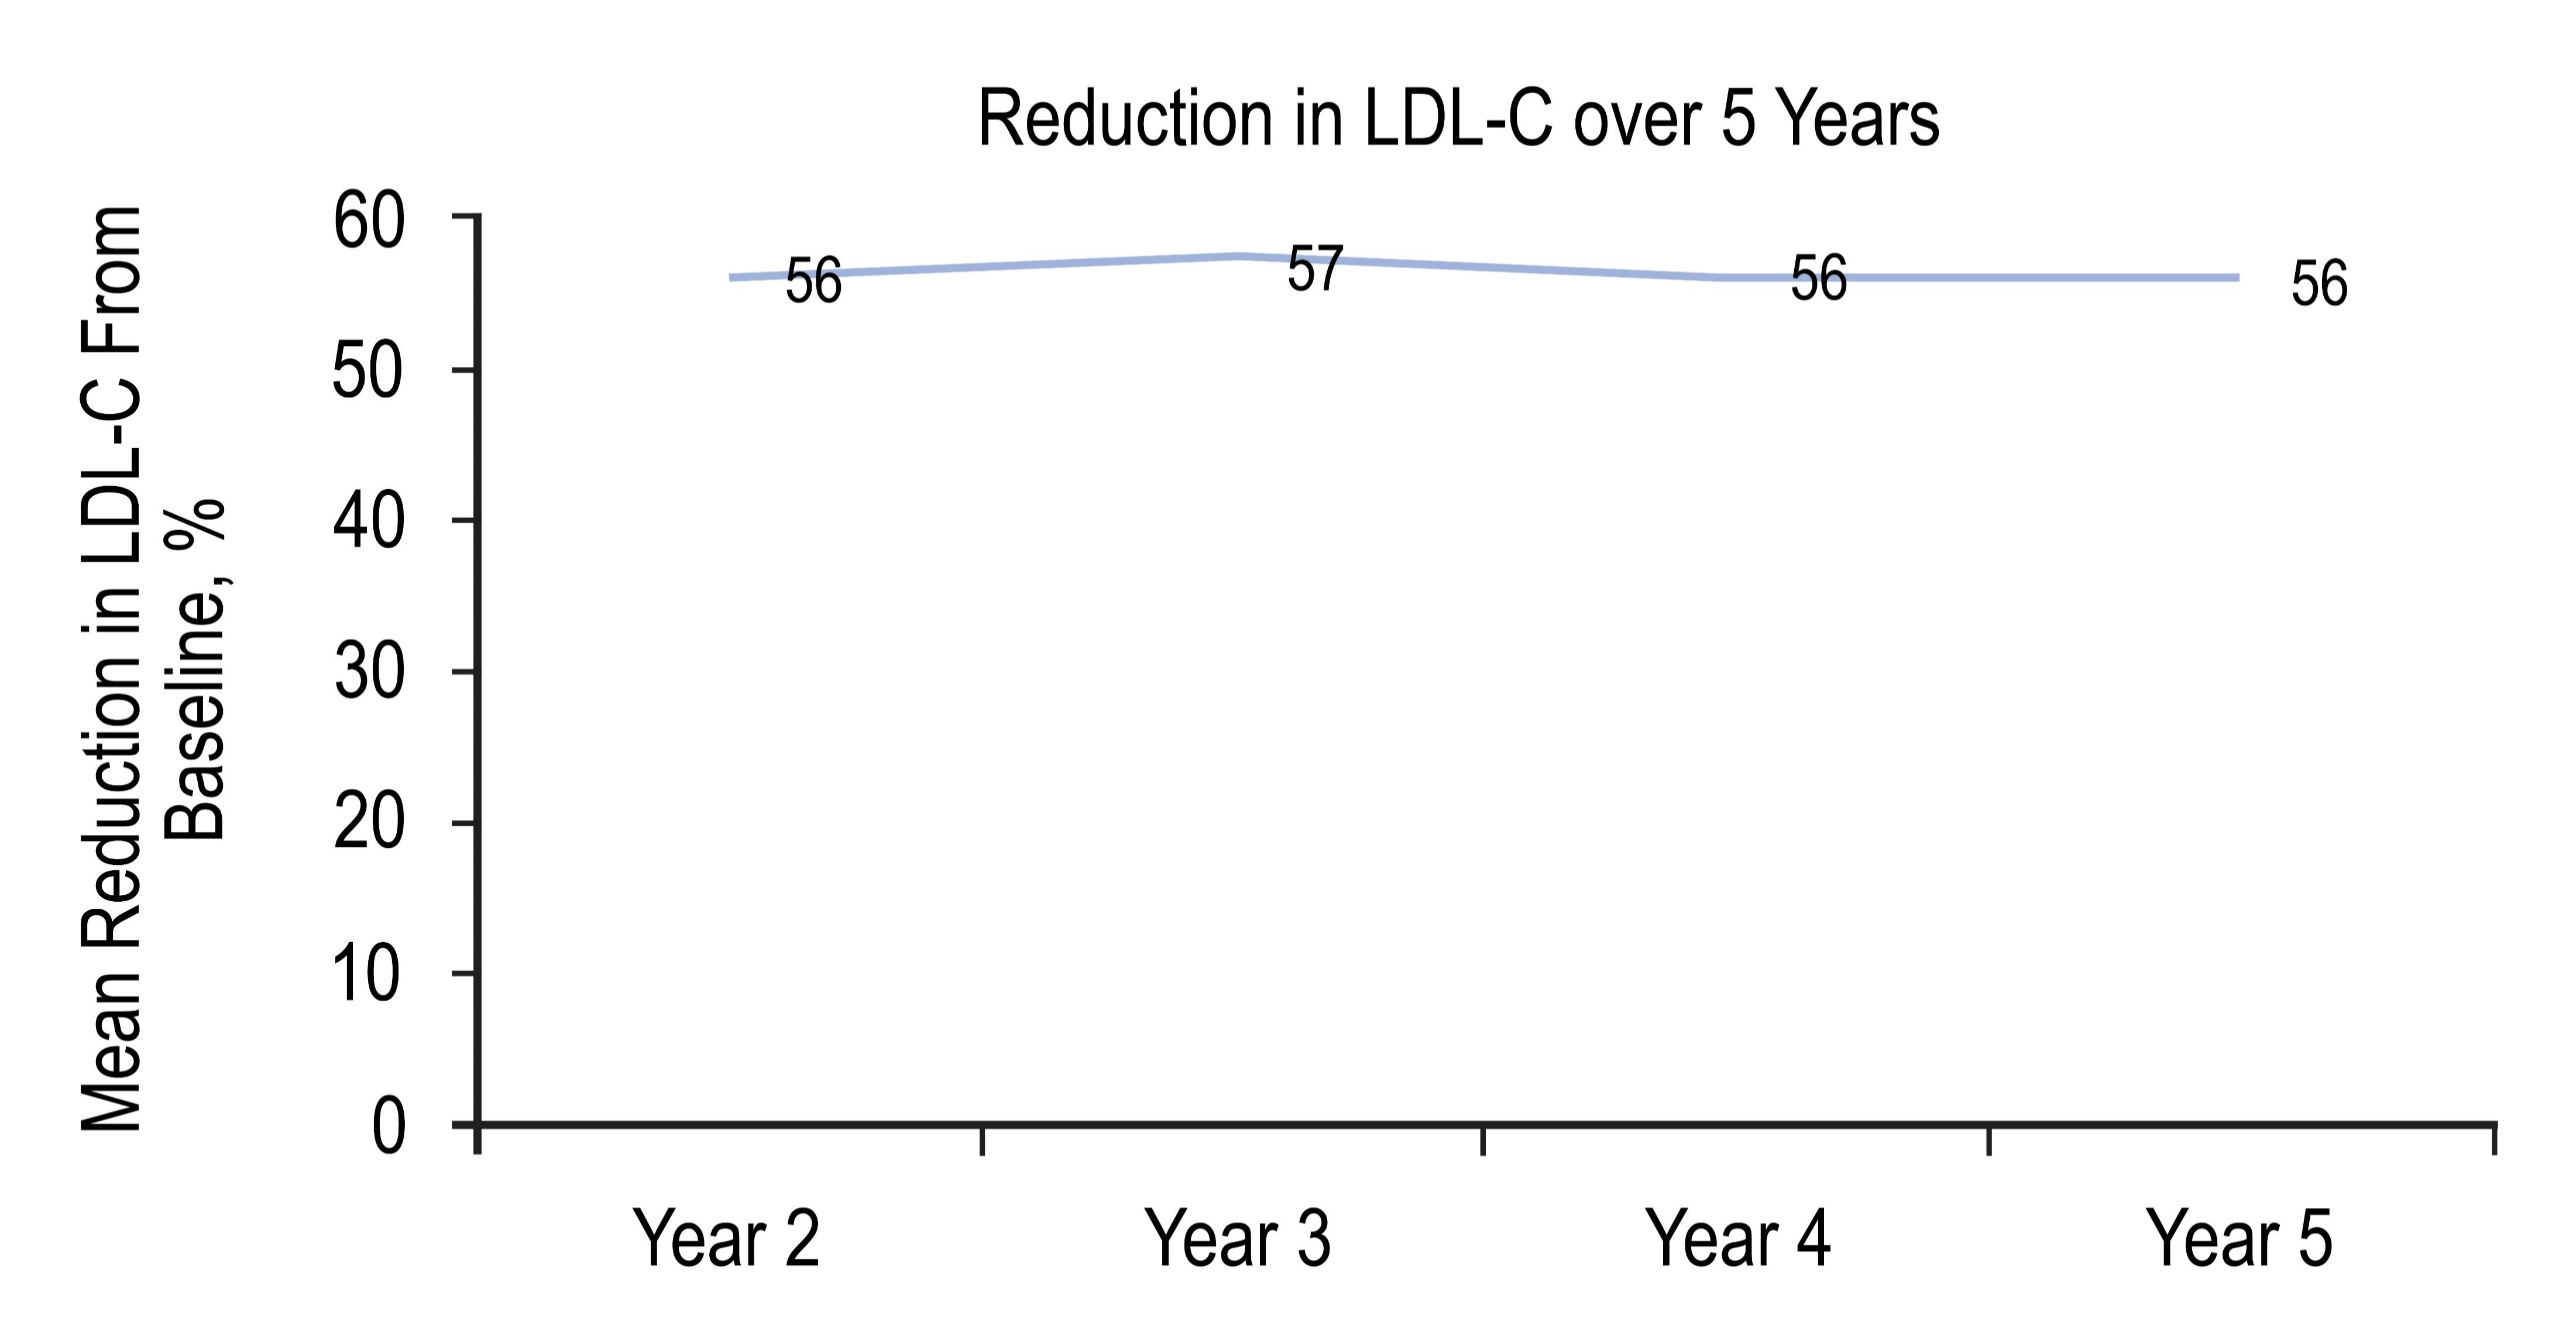 Reduction in LDL-C over 5 Years
Mean Reduction in LDL-C From
Baseline, %
60
50
40
30
20
10
0
56
57
56
56
Year 2
Year 3
Year 4
Year 5